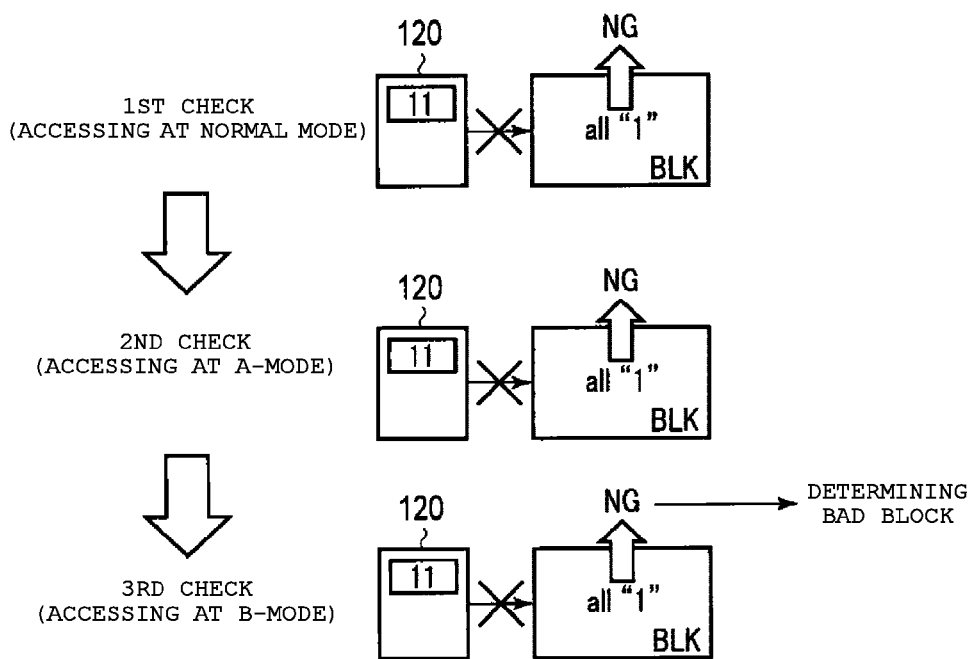 120
NG
1ST CHECK
(ACCESSING AT NORMAL MODE)
11
all “1”
BLK
120
NG
2ND CHECK
(ACCESSING AT A-MODE)
11
all “1”
BLK
120
NG
DETERMINING
BAD BLOCK
3RD CHECK
(ACCESSING AT B-MODE)
11
all “1”
BLK